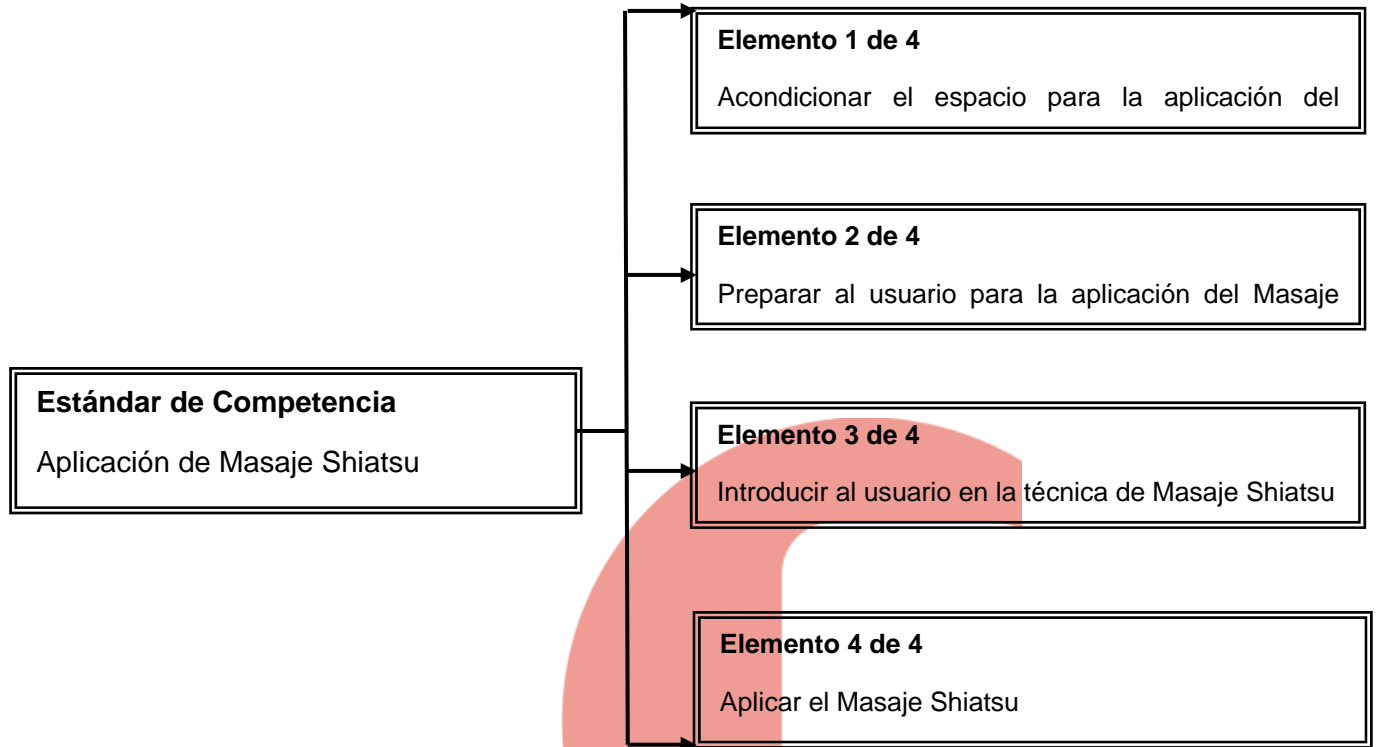 Elemento 1 de 4
Acondicionar el espacio para la aplicación del
Elemento 2 de 4
Preparar al usuario para la aplicación del Masaje
Estándar de Competencia
Aplicación de Masaje Shiatsu
Elemento 3 de 4
Introducir al usuario en la técnica de Masaje Shiatsu
Elemento 4 de 4
Aplicar el Masaje Shiatsu